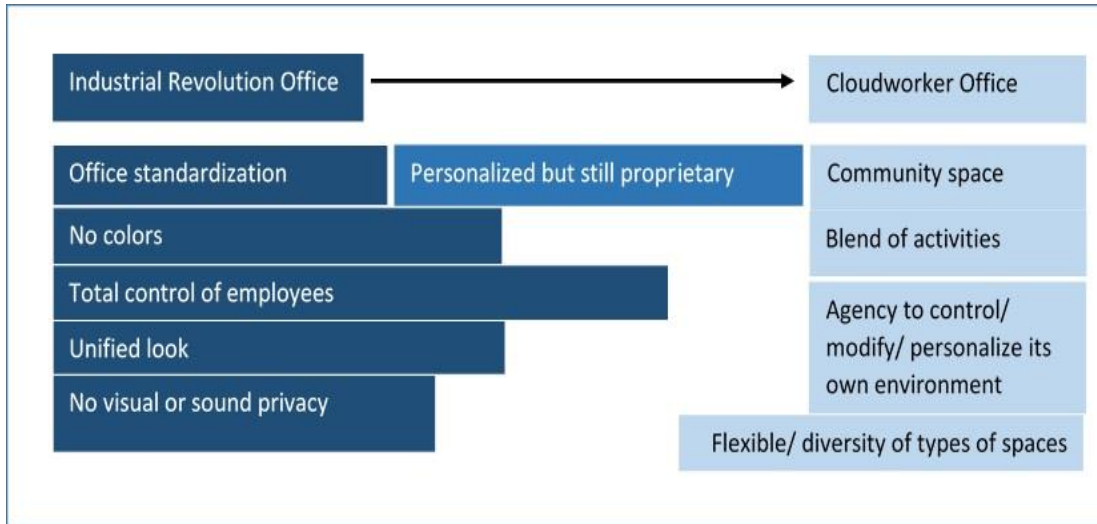 Industrial Revolution Office
Cloudworker Office
Office standardization
Personalized but still proprietary
Community space
No colors
Blend of activities
Total control of employees
Agency to control/
modify/ personalize its
own environment
Unified look
No visual or sound privacy
Flexible/ diversity of types of spaces